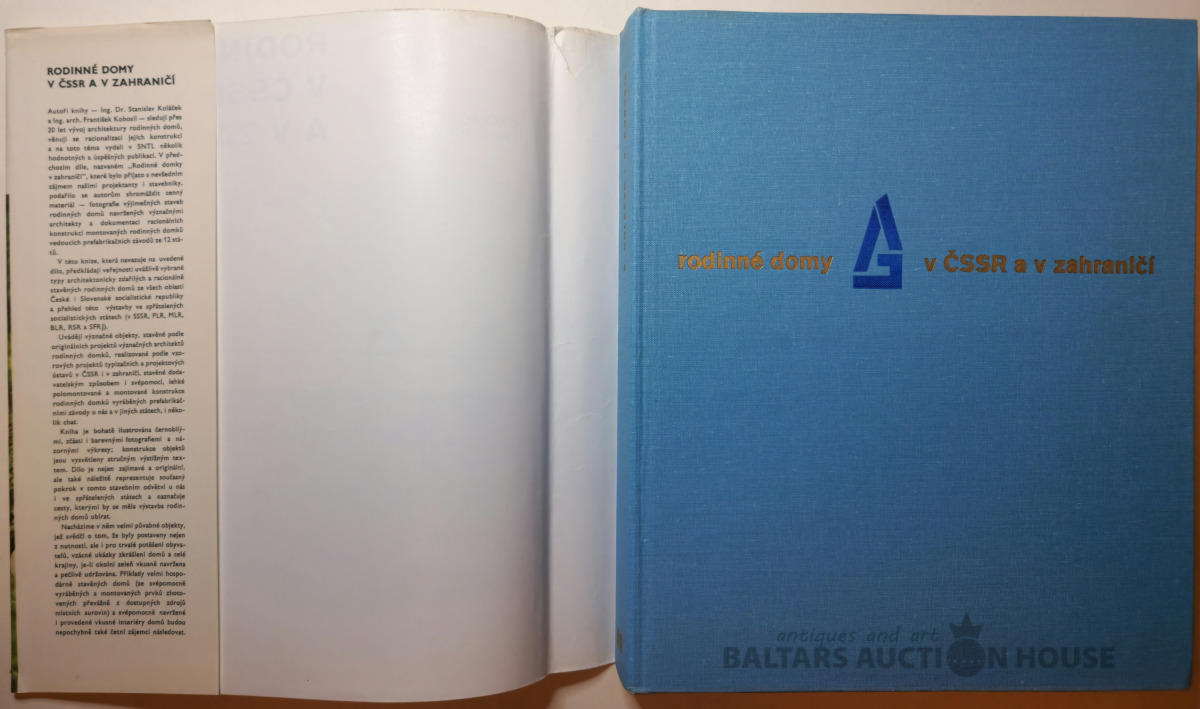 RODINNÉ DOMY
V ČSSR A V ZAHRANIČÍ
Autoři knihy — Ing. Dr. Stanislav Koláček
a Ing. arch. František Kobosil — sledují přes
20 let vývoj architektury rodinných domů,
věnují se racionalizaci jejich konstrukcí
a na toto téma vydali v SNTL několik
hodnotných a úspěšných publikací. V před-
chozím díle, nazvaném „Rodinné domky
v zahraničí", které bylo přijato s nevšedním
zájmem našimi projektanty i stavebníky,
podařilo se autorům shromáždit cenný
materiál — fotografie výjimečných staveb
rodinných domů navržených význačnými
architekty a dokumentaci racionálních
konstrukcí montovaných rodinných domků
vedoucích prefabrikačních závodů ze 12 stá-
tů.
V této knize, která navazuje na uvedené
dílo, předkládají veřejnosti uvážlivě vybrané
typy architektonicky zdařilých a racionálně
stavěných rodinných domů ze všech oblastí
České i Slovenské socialistické republiky
a přehled této výstavby ve spřátelených
socialistických státech (v SSSR, PLR, MLR,
BLR, RSR a SFRJ).
Uvádějí význačné objekty, stavěné podle
originálních projektů význačných architektů
rodinných domků, realizované podle vzo-
rových projektů typizačních a projektových
ústavů v ČSSR i v zahraničí, stavěné doda-
vatelským způsobem i svépomocí, lehké
polomontované a montované konstrukce
rodinných domků vyráběných prefabrikač-
ními závody u nás a v jiných státech, i něko-
lik chat.
Kniha je bohatě ilustrována černobílý-
mi, zčásti i barevnými fotografiemi a ná-
zornými výkresy; konstrukce objektů
jsou vysvětleny stručným výstižným tex-
tem. Dílo je nejen zajímavé a originální,
ale také náležitě reprezentuje současný
pokrok v tomto stavebním odvětví u nás
i ve spřátelených státech a naznačuje
cesty, kterými by se měla výstavba rodin-
ných domů ubírat.
Nacházíme v něm velmi půvabné objekty,
jež svědčí o tom, že byly postaveny nejen
z nutnosti, ale i pro trvalé potěšení obyva-
telů, vzácné ukázky zkrášlení domů a celé
krajiny, je-li okolní zeleň vkusně navržena
a pečlivě udržována. Příklady velmi hospo-
dárně stavěných domů (ze svépomocně
vyráběných a montovaných prvků zhoto-
vených převážně z dostupných zdrojů
místních surovin) a svépomocně navržené
i provedené vkusné interiéry domů budou
nepochybně také četní zájemci následovat.
rodinné domy v ČSSR a v zahraničí
antiques and art
BALTARS AUCTION HOUSE